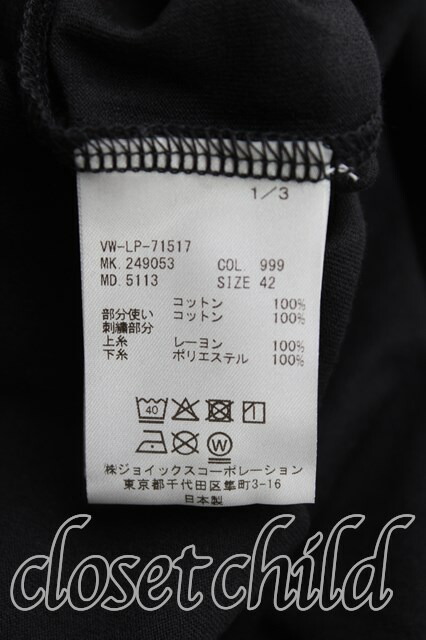 1/3
VW-LP-71517
MK. 249053 COL. 999
MD. 5113 SIZE 42
コットン 100%
部分使い コットン 100%
刺繍部分
上糸 レーヨン 100%
下糸 ポリエステル 100%
40
W
㈱ジョイックスコーポレーション
東京都千代田区隼町3-16
日本製
closet child